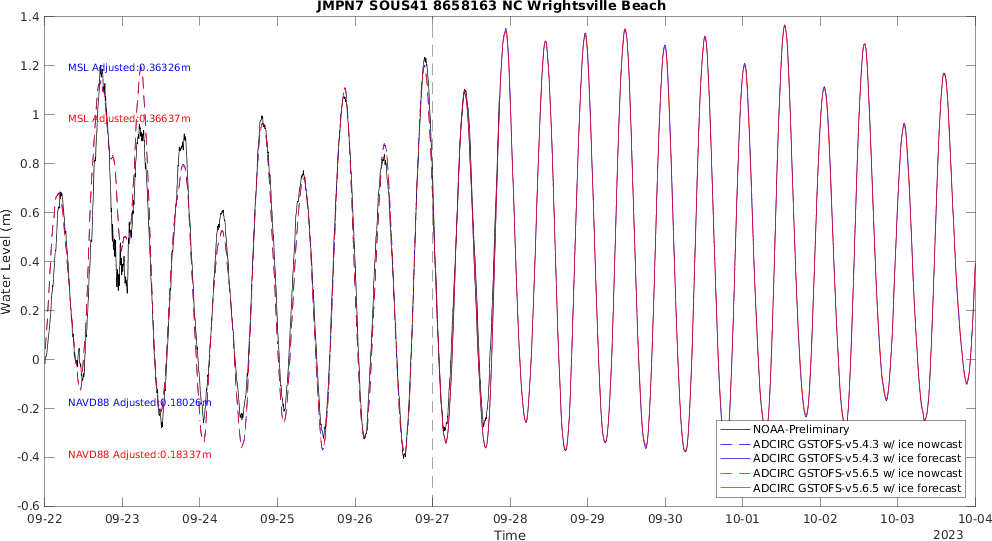 JMPN7 SOUS41 8658163 NC Wrightsville Beach
1.4
1.2
1
0.8
0.6
0.4
0.2
0
-0.2
-0.4
-0.6
Water Level (m)
MSL Adjusted:0.36326m
MSL Adjusted:0.36637m
NAVD88 Adjusted:0.18026m
NAVD88 Adjusted:0.18337m
NOAA-Preliminary
ADCIRC GSTOFS-v5.4.3 w/ ice nowcast
ADCIRC GSTOFS-v5.4.3 w/ ice forecast
ADCIRC GSTOFS-v5.6.5 w/ ice nowcast
ADCIRC GSTOFS-v5.6.5 w/ ice forecast
09-22 09-23 09-24 09-25 09-26 09-27 09-28 09-29 09-30 10-01 10-02 10-03 10-04
Time
2023